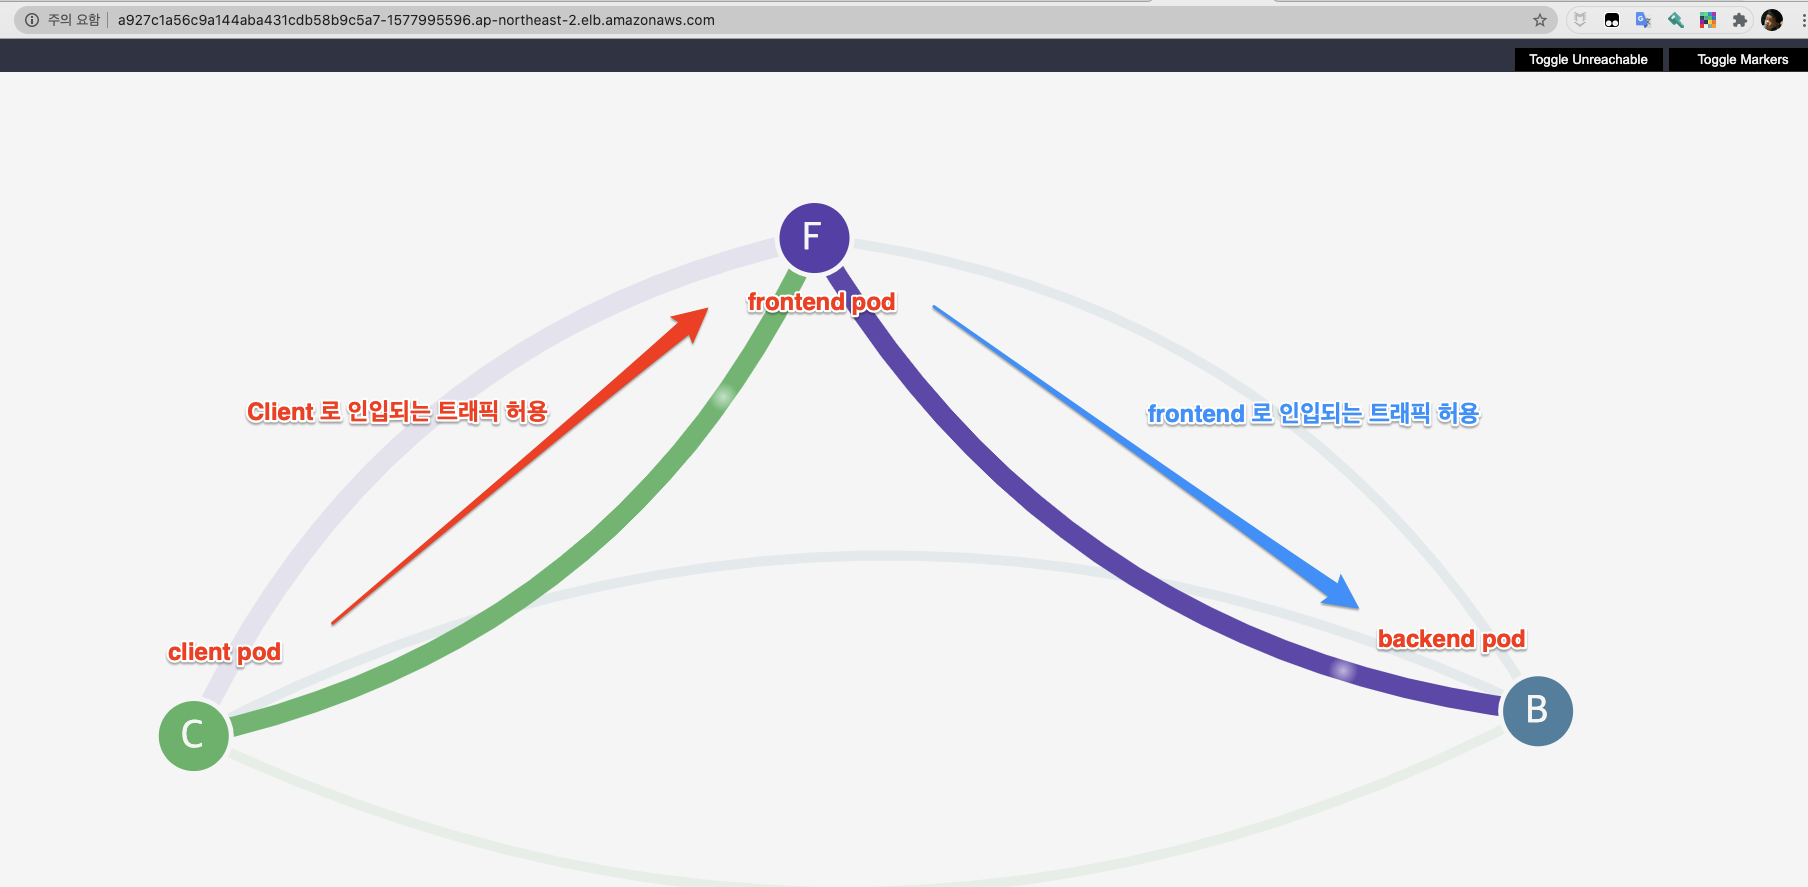 주의 요함
a927c1a56c9a144aba431cdb58b9c5a7-1577995596.ap-northeast-2.elb.amazonaws.com
Toggle Unreachable
Toggle Markers
F
frontend pod
Client 로 인입되는 트래픽 허용
frontend 로 인입되는 트래픽 허용
client pod
backend pod
C
B